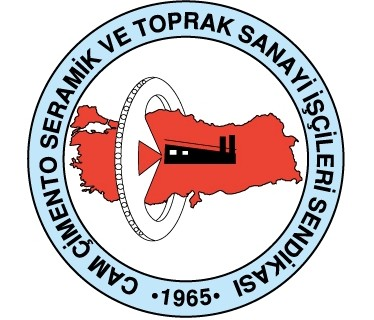 CAM ÇİMENTO SERAMİK VE TOPRAK SANAYİ İŞÇİLERİ SENDİKASI
•1965•